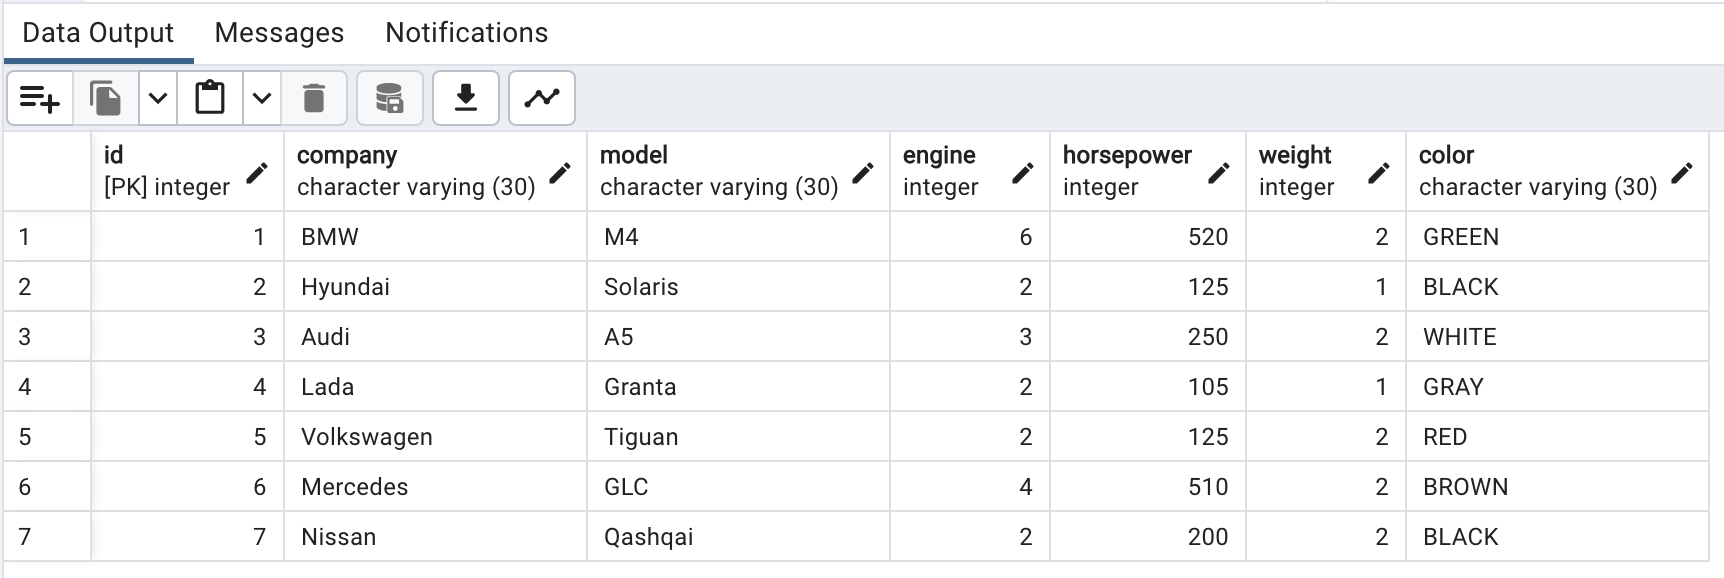 Data Output Messages Notifications
id company model engine horsepower weight color
[PK] integer character varying (30) character varying (30) integer integer integer character varying (30)
1 1 BMW M4 6 520 2 GREEN
2 2 Hyundai Solaris 2 125 1 BLACK
3 3 Audi A5 3 250 2 WHITE
4 4 Lada Granta 2 105 1 GRAY
5 5 Volkswagen Tiguan 2 125 2 RED
6 6 Mercedes GLC 4 510 2 BROWN
7 7 Nissan Qashqai 2 200 2 BLACK